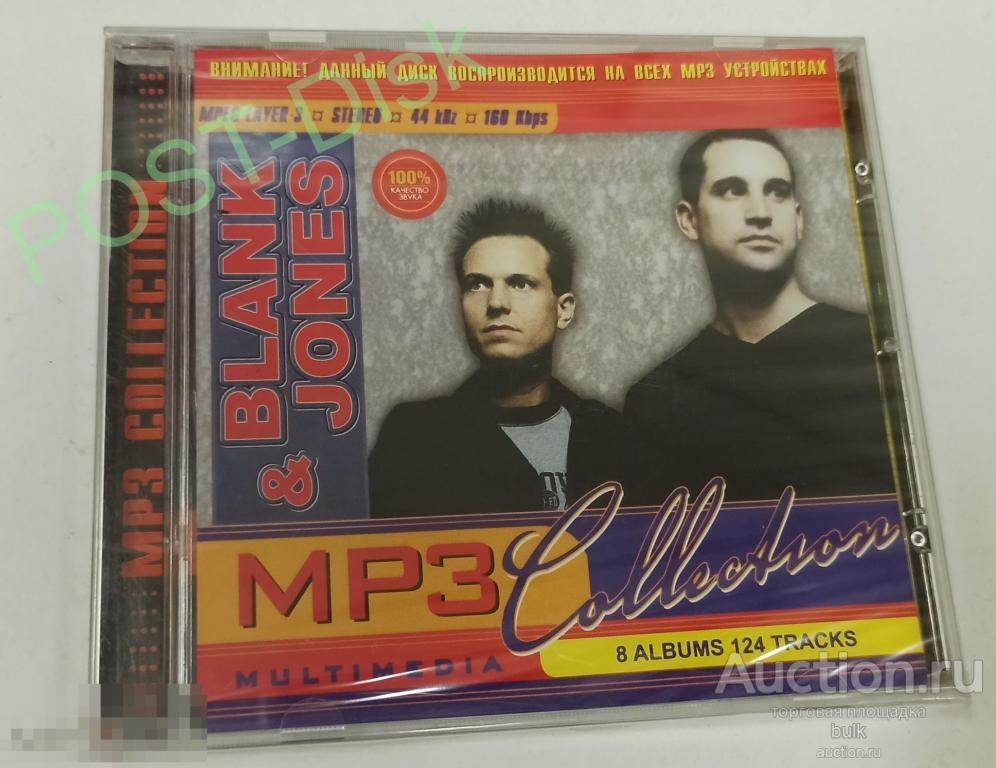 POST-Disk
ВНИМАНИЕ! ДАННЫЙ ДИСК ВОСПРОИЗВОДИТСЯ НА ВСЕХ MP3 УСТРОЙСТВАХ
MPEG LAYER 3 ¤ STEREO ¤ 44 kHz ¤ 160 Kbps
100%
КАЧЕСТВО
ЗВУКА
BLANK
& JONES
MP3 COLLECTION
MP3 Collection
8 ALBUMS 124 TRACKS
MULTIMEDIA
Auction.ru
торговая площадка
bulk
auction.ru